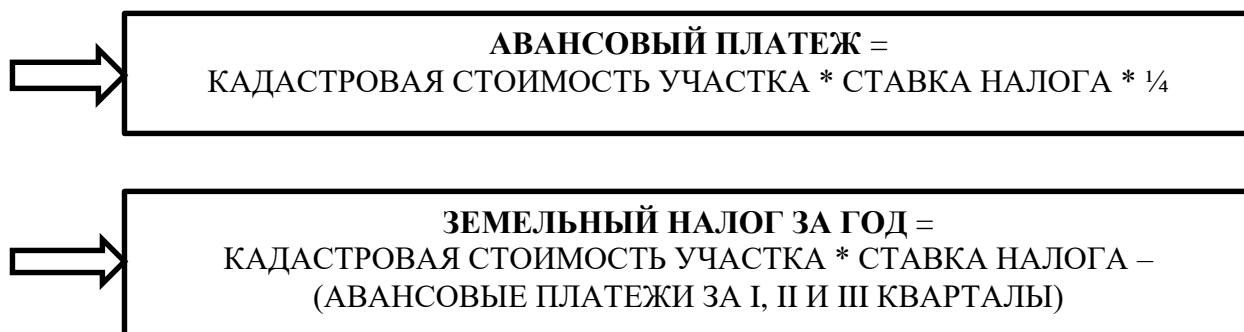 АВАНСОВЫЙ ПЛАТЕЖ =
КАДАСТРОВАЯ СТОИМОСТЬ УЧАСТКА * СТАВКА НАЛОГА * ¼
ЗЕМЕЛЬНЫЙ НАЛОГ ЗА ГОД =
КАДАСТРОВАЯ СТОИМОСТЬ УЧАСТКА * СТАВКА НАЛОГА –
(АВАНСОВЫЕ ПЛАТЕЖИ ЗА I, II И III КВАРТАЛЫ)